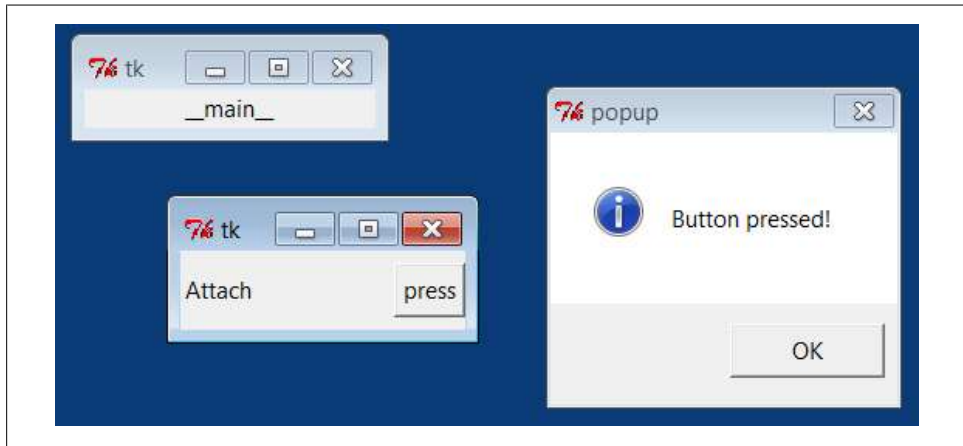 tk
__main__
popup
Button pressed!
OK
tk
Attach
press